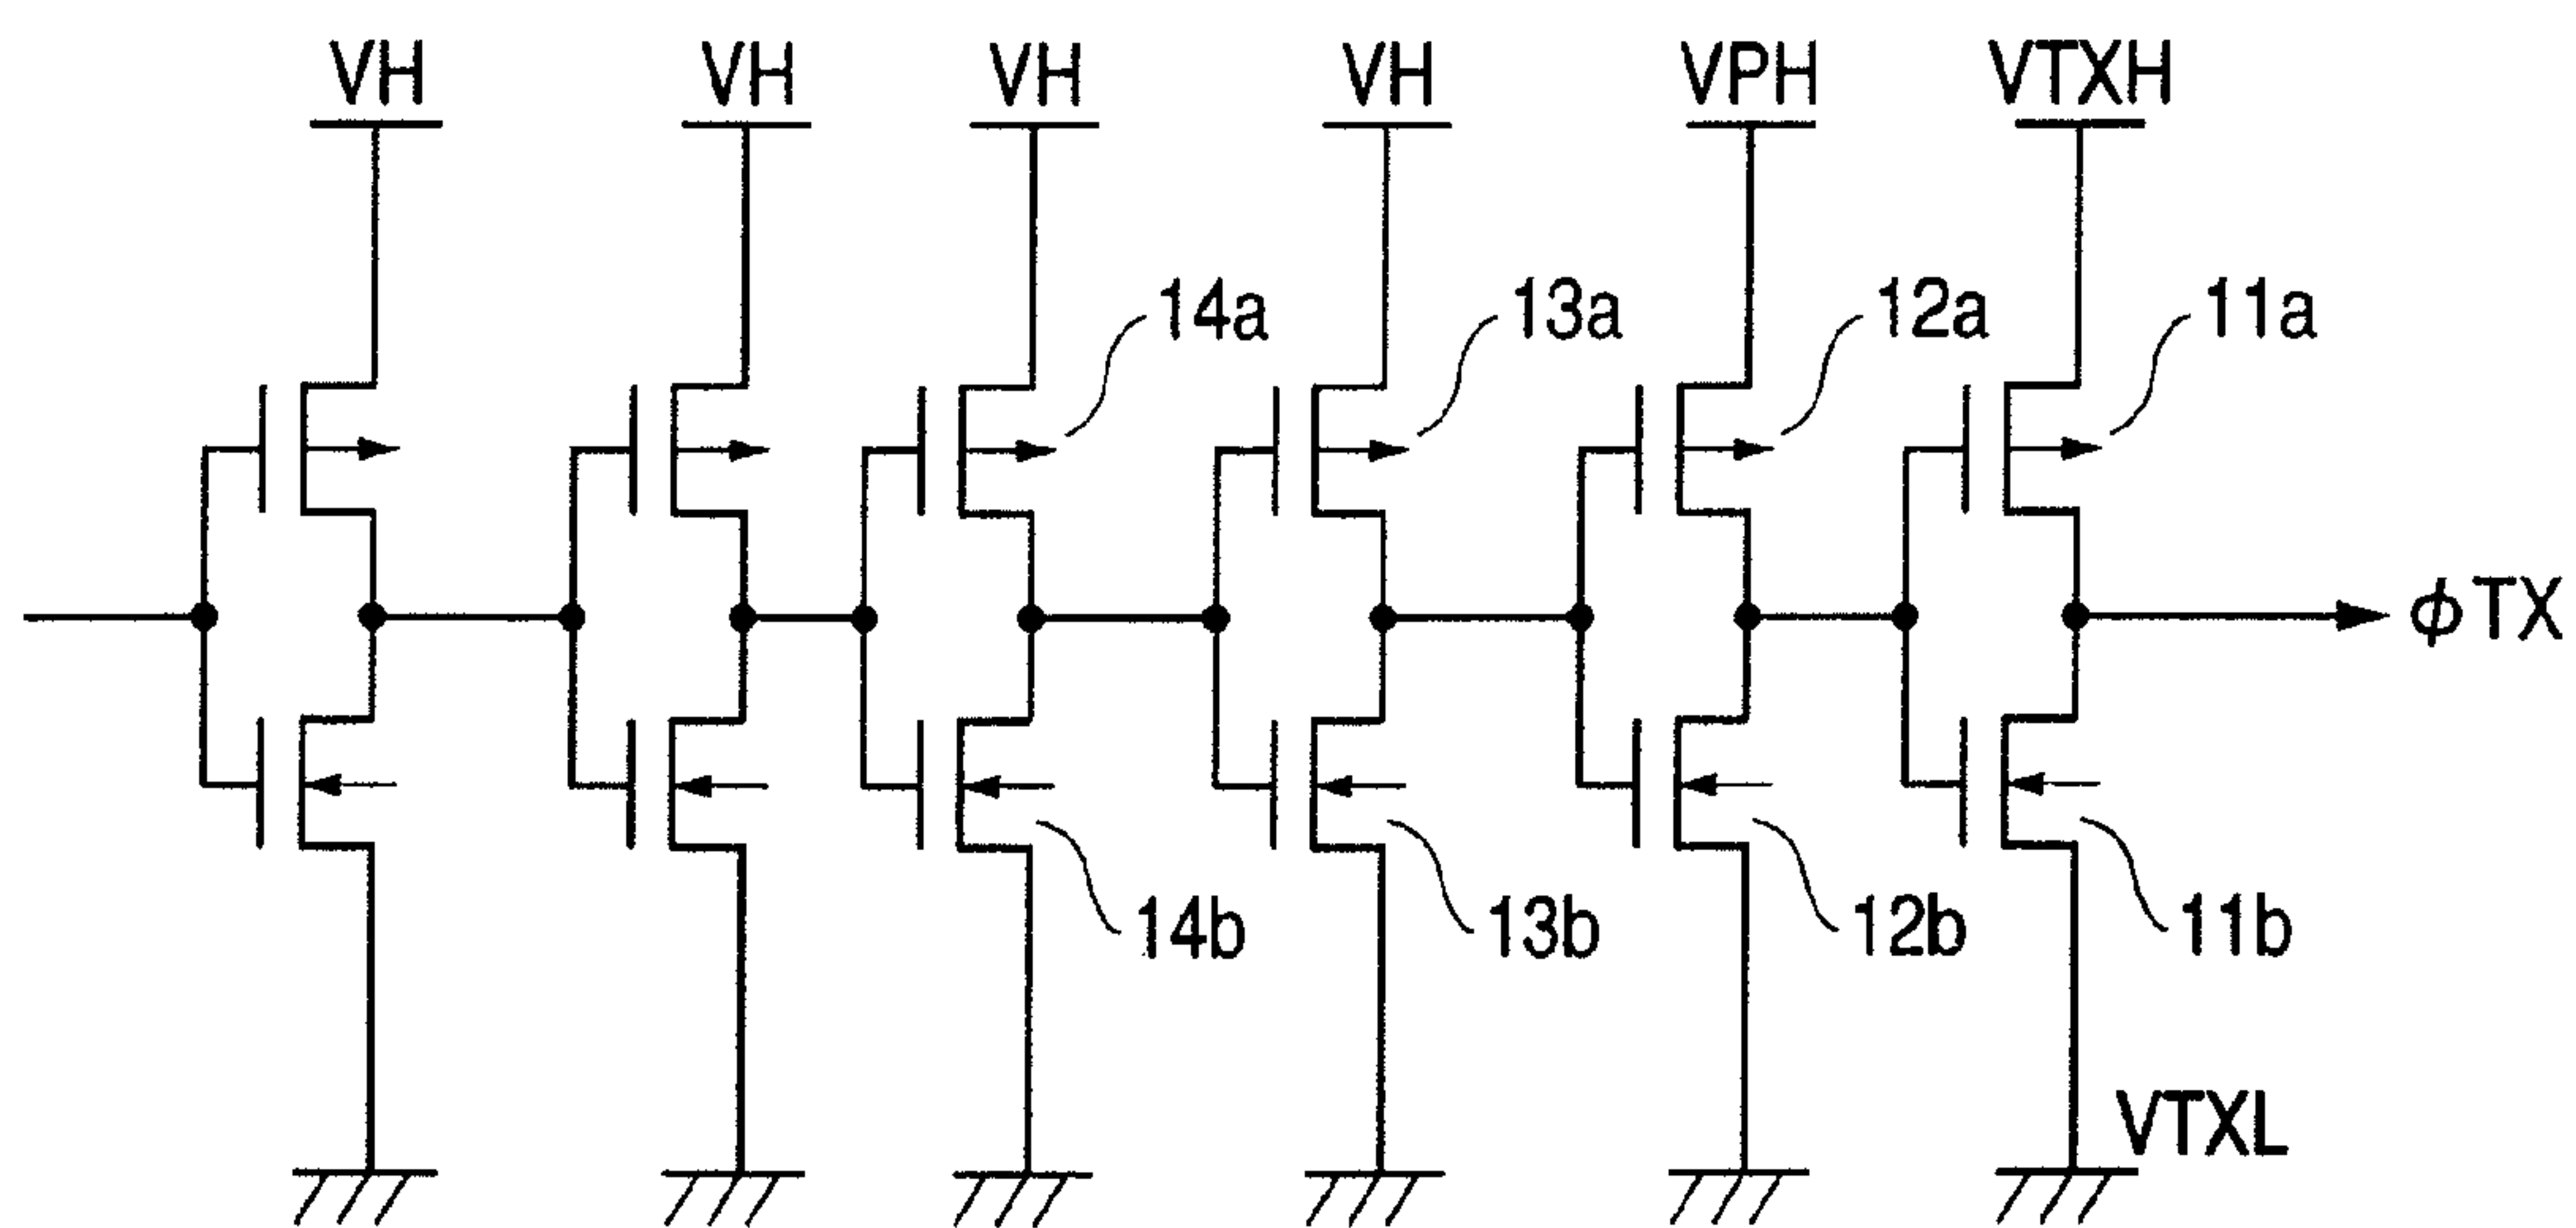 VH VH VH VH VPH VTXH
14a 13a 12a 11a
ϕTX
14b 13b 12b 11b
VTXL